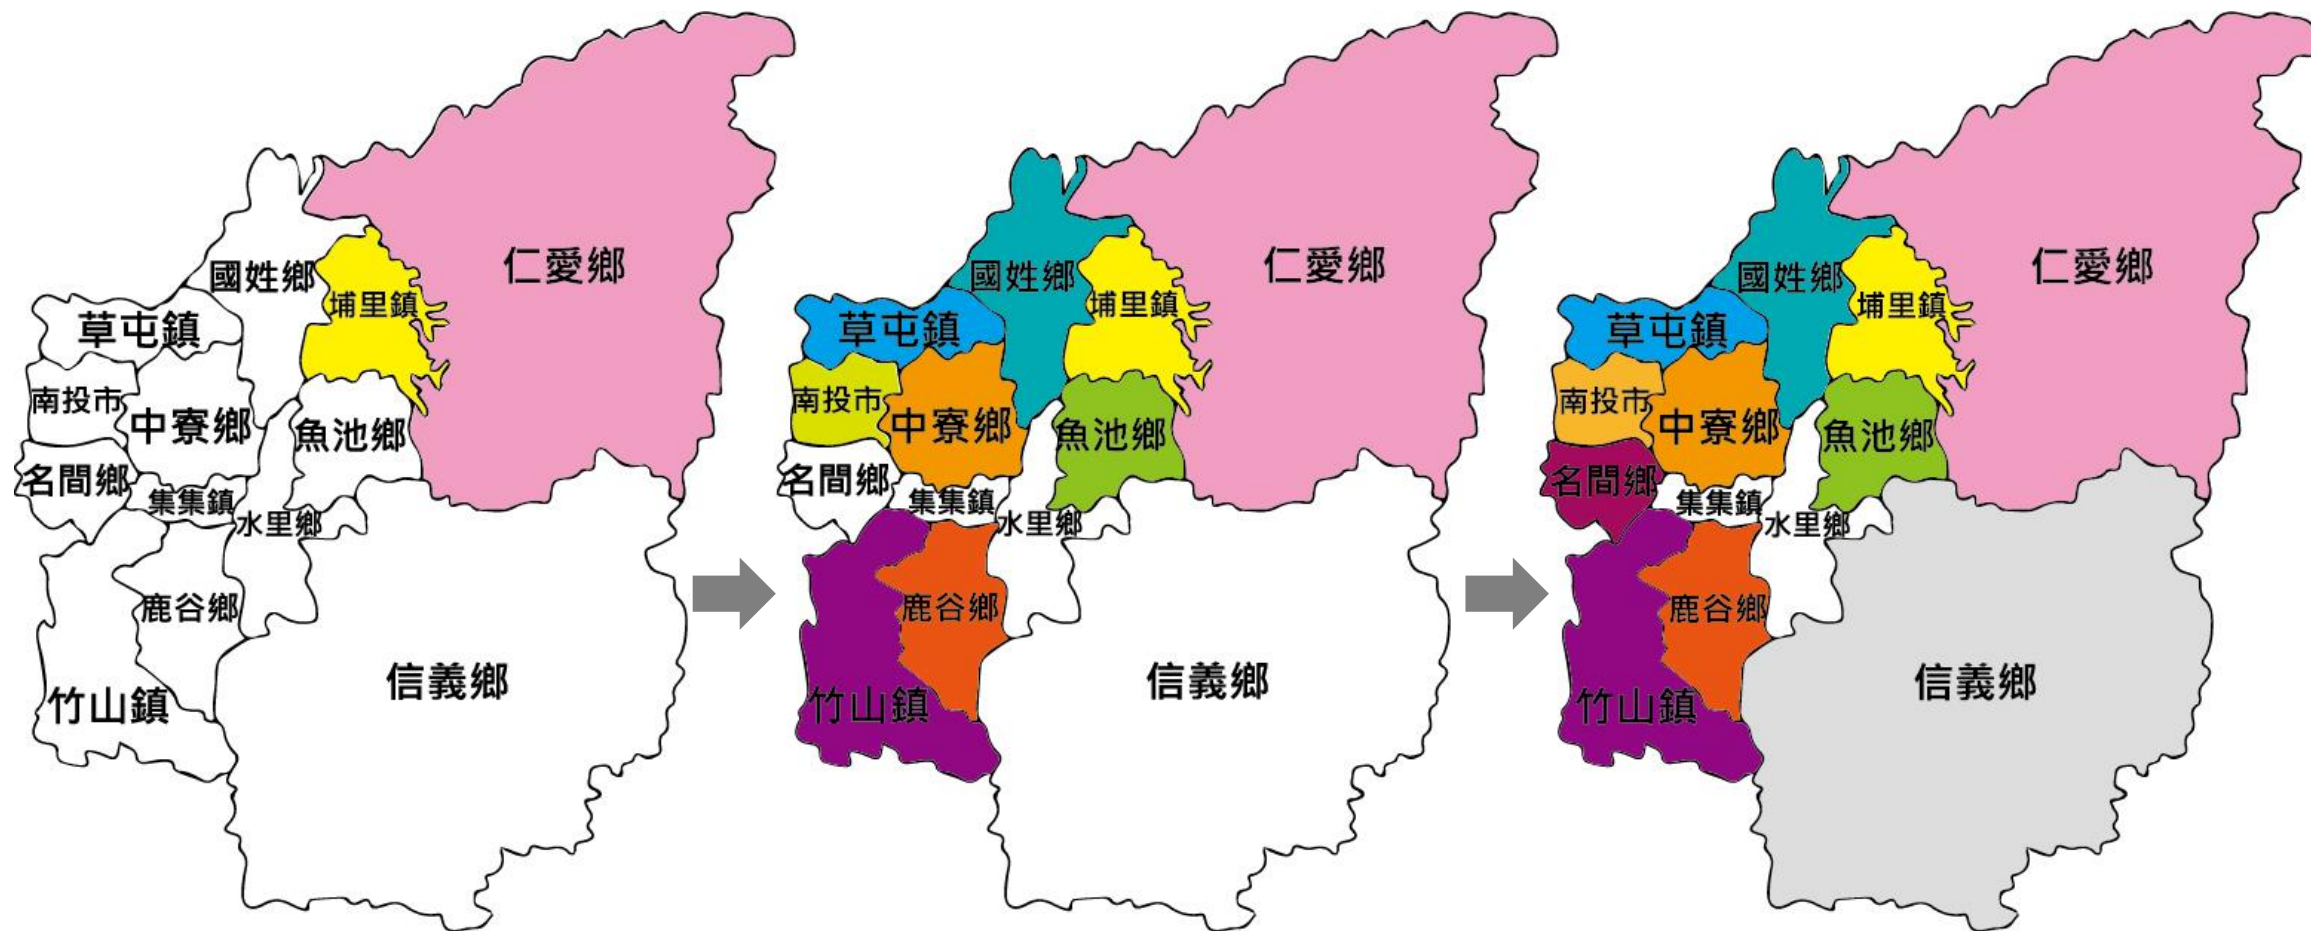 仁愛鄉
國姓鄉
埔里鎮
草屯鎮
南投市
中寮鄉
魚池鄉
名間鄉
集集鎮
水里鄉
鹿谷鄉
信義鄉
竹山鎮
仁愛鄉
國姓鄉
埔里鎮
草屯鎮
南投市
中寮鄉
魚池鄉
名間鄉
集集鎮
水里鄉
鹿谷鄉
信義鄉
竹山鎮
仁愛鄉
國姓鄉
埔里鎮
草屯鎮
南投市
中寮鄉
魚池鄉
名間鄉
集集鎮
水里鄉
鹿谷鄉
信義鄉
竹山鎮